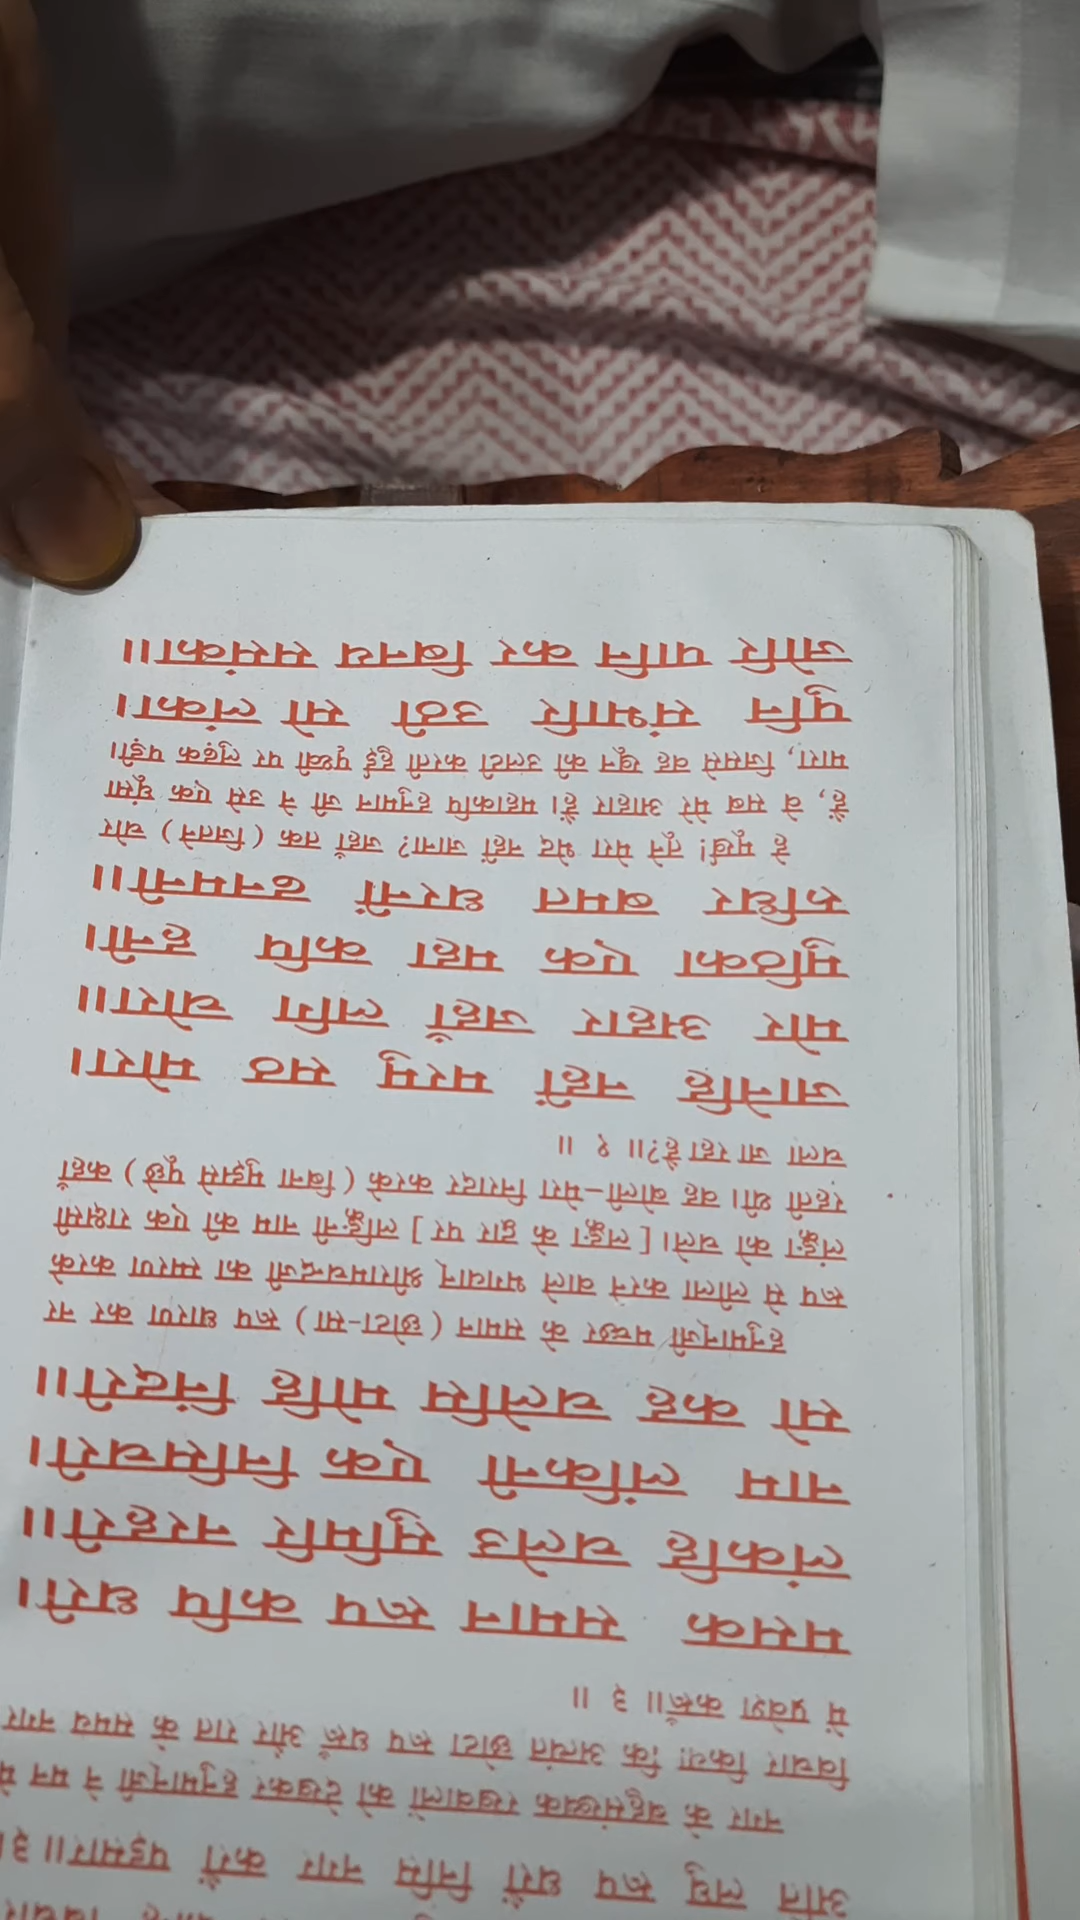 अति लघु रूप धरौं निसि नगर करौं पइसार॥ ३
नगर के बहुसंख्यक रखवालों को देखकर हनुमान्जी ने मन में
विचार किया कि अत्यंत छोटा रूप धरूँ और रात के समय नगर
में प्रवेश करूँ॥ ३ ॥
मसक समान रूप कपि धरी।
लंकहि चलेउ सुमिरि नरहरी॥
नाम लंकिनी एक निसिचरी।
सो कह चलेसि मोहि निंदरी॥
हनुमान्जी मच्छर के समान (छोटा-सा) रूप धारण कर नर
रूप से लीला करने वाले भगवान् श्रीरामचन्द्रजी का स्मरण करके
लंङ्का को चले। [ लङ्का के द्वार पर ] लङ्किनी नाम की एक राक्षसी
रहती थी। वह बोली-मेरा निरादर करके (बिना मुझसे पूछे) कहाँ
चला जा रहा है?॥ १ ॥
जानेहि नहीं मरमु सठ मोरा।
मोर अहार जहाँ लगि चोरा॥
मुठिका एक महा कपि हनी।
रुधिर बमत धरनीं ढनमनी॥
हे मूर्ख! तूने मेरा भेद नहीं जाना? जहाँ तक (जितने) चोर
हैं, वे सब मेरे आहार हैं। महाकपि हनुमान जी ने उसे एक घूंसा
मारा, जिससे वह खून की उलटी करती हुई पृथ्वी पर लुढ़क पड़ी।
पुनि संभारि उठी सो लंका।
जोरि पानि कर बिनय ससंका॥